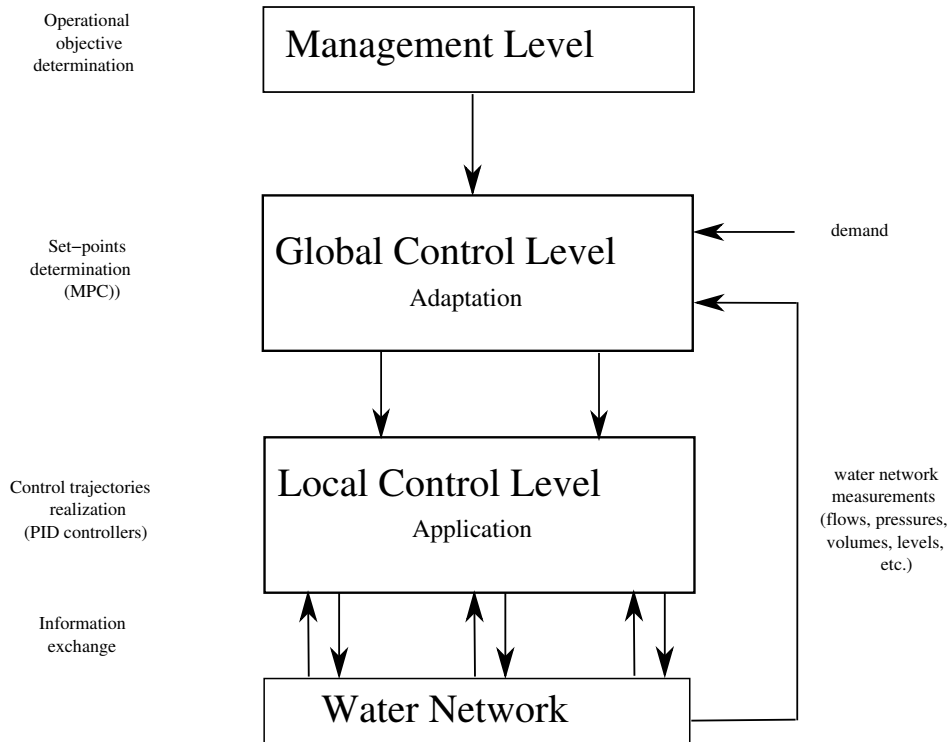 Operational
objective
determination
Management Level
Set−points
determination
(MPC))
Global Control Level
Adaptation
demand
Control trajectories
realization
(PID controllers)
Local Control Level
Application
water network
measurements
(flows, pressures,
volumes, levels,
etc.)
Information
exchange
Water Network